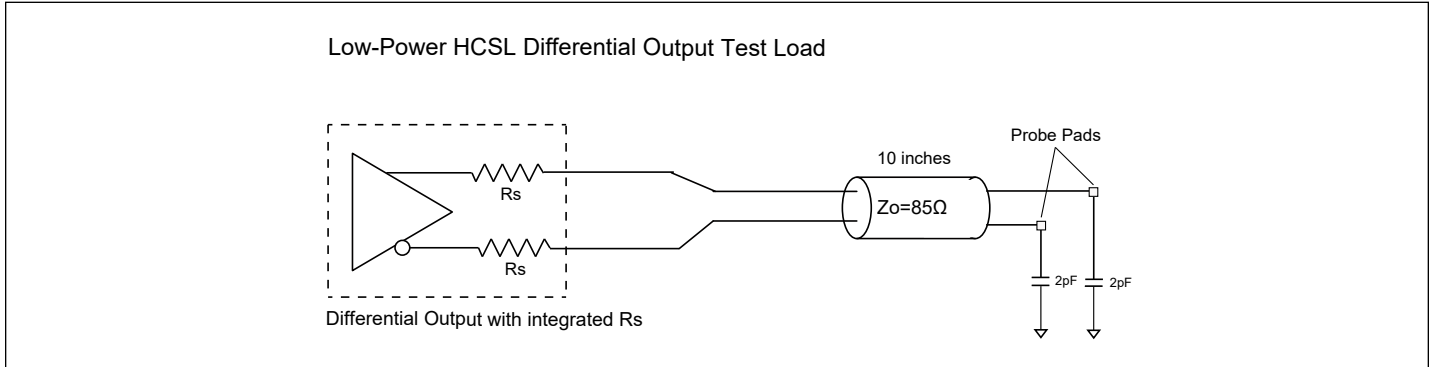 Low-Power HCSL Differential Output Test Load
Probe Pads
10 inches
Rs
Zo=85Ω
Rs
2pF
2pF
Differential Output with integrated Rs